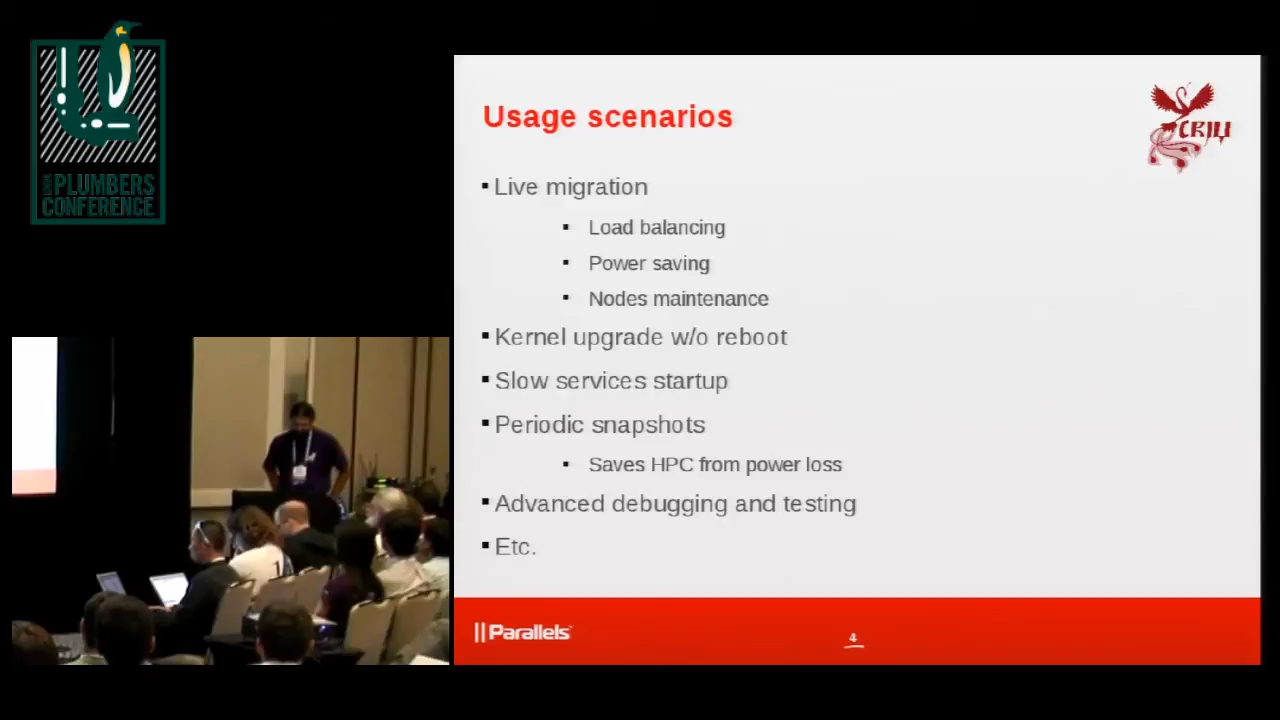 LINUX PLUMBERS
CONFERENCE
Usage scenarios
CRIU
▪ Live migration
▪ Load balancing
▪ Power saving
▪ Nodes maintenance
▪ Kernel upgrade w/o reboot
▪ Slow services startup
▪ Periodic snapshots
▪ Saves HPC from power loss
▪ Advanced debugging and testing
▪ Etc.
Parallels
4